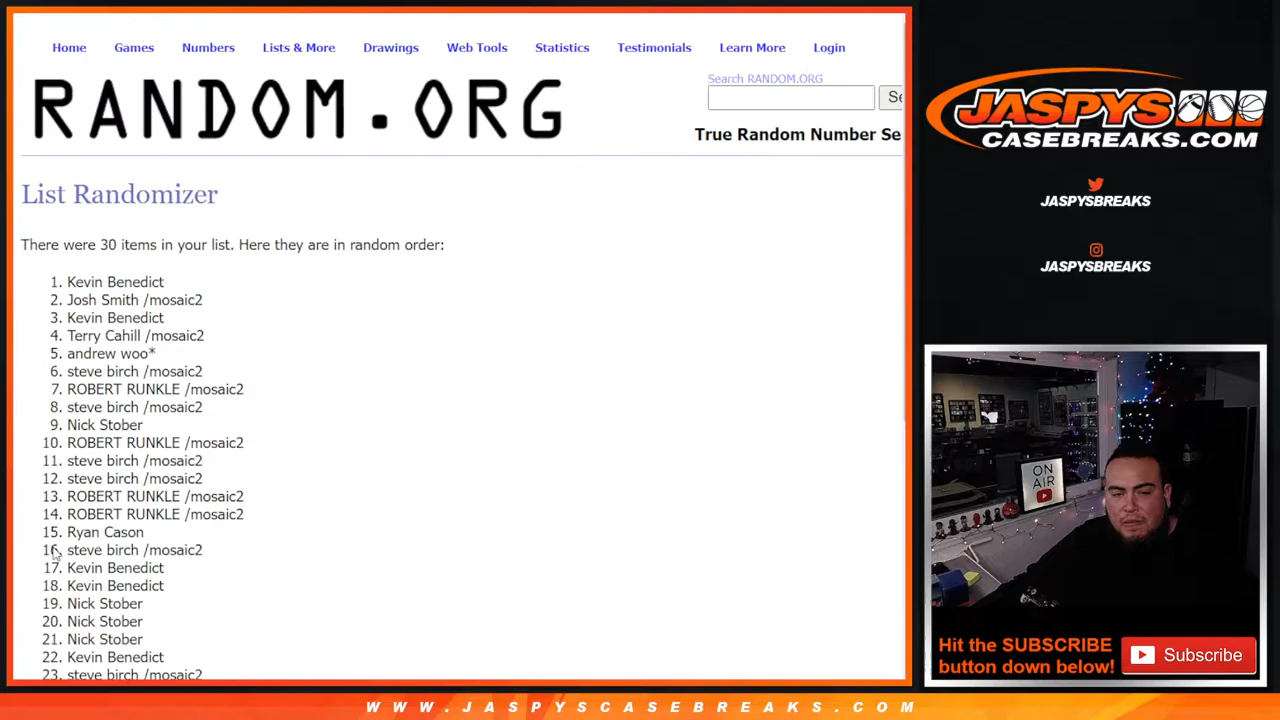 Home Games Numbers Lists & More Drawings Web Tools Statistics Testimonials Learn More Login
RANDOM.ORG
Search RANDOM.ORG
Se
True Random Number Se
List Randomizer
There were 30 items in your list. Here they are in random order:
1. Kevin Benedict
2. Josh Smith /mosaic2
3. Kevin Benedict
4. Terry Cahill /mosaic2
5. andrew woo*
6. steve birch /mosaic2
7. ROBERT RUNKLE /mosaic2
8. steve birch /mosaic2
9. Nick Stober
10. ROBERT RUNKLE /mosaic2
11. steve birch /mosaic2
12. steve birch /mosaic2
13. ROBERT RUNKLE /mosaic2
14. ROBERT RUNKLE /mosaic2
15. Ryan Cason
16. steve birch /mosaic2
17. Kevin Benedict
18. Kevin Benedict
19. Nick Stober
20. Nick Stober
21. Nick Stober
22. Kevin Benedict
23. steve birch /mosaic2
JASPYS
CASEBREAKS.COM
JASPYSBREAKS
JASPYSBREAKS
ON
AIR
Hit the SUBSCRIBE
button down below!
Subscribe
WWW.JASPYSCASEBREAKS.COM